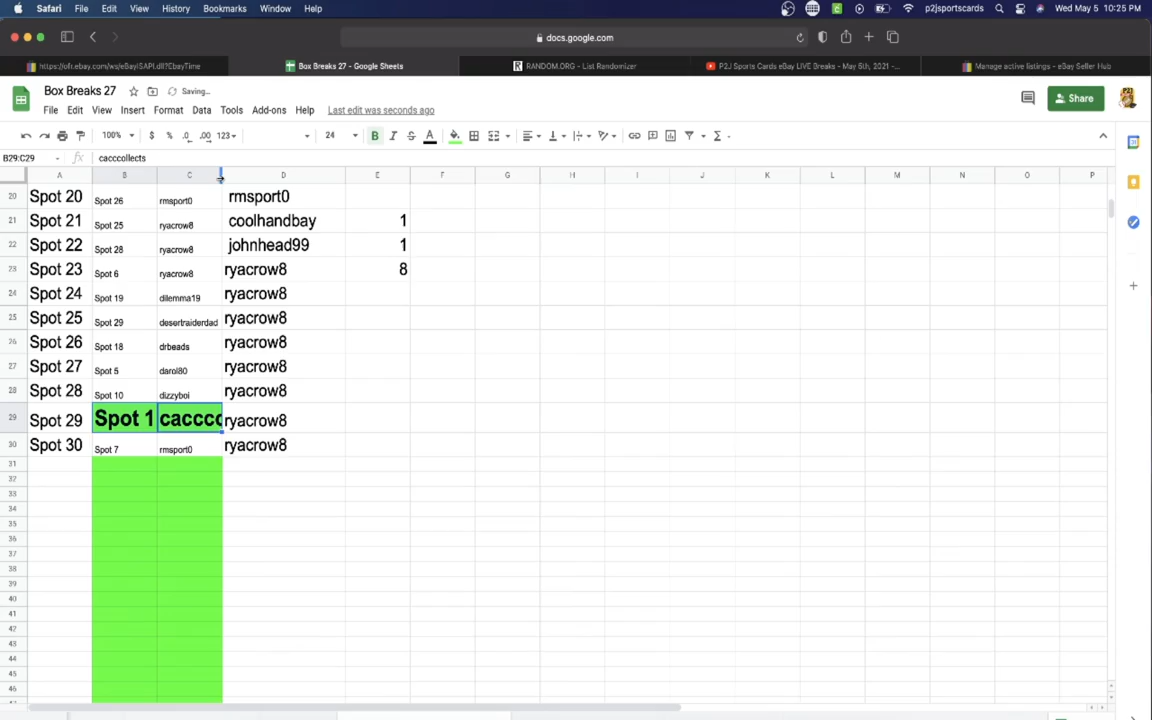 Safari File Edit View History Bookmarks Window Help p2jsportscards Wed May 5 10:25 PM
docs.google.com
https://ofr.ebay.com/ws/eBayISAPI.dll?EbayTime Box Breaks 27 - Google Sheets RANDOM.ORG - List Randomizer P2J Sports Cards eBay LIVE Breaks - May 5th, 2021 -... Manage active listings - eBay Seller Hub
Box Breaks 27 Saving...
File Edit View Insert Format Data Tools Add-ons Help Last edit was seconds ago Share
100% $ % .0 .00 123 24 B I S A
B29:C29 fx cacccollects
A B C D E F G H I J K L M N O P
20 Spot 20 Spot 26 rmsport0 rmsport0
21 Spot 21 Spot 25 ryacrow8 coolhandbay 1
22 Spot 22 Spot 28 ryacrow8 johnhead99 1
23 Spot 23 Spot 6 ryacrow8 ryacrow8 8
24 Spot 24 Spot 19 dilemma19 ryacrow8
25 Spot 25 Spot 29 desertraiderdad ryacrow8
26 Spot 26 Spot 18 drbeads ryacrow8
27 Spot 27 Spot 5 darol80 ryacrow8
28 Spot 28 Spot 10 dizzyboi ryacrow8
29 Spot 29 Spot 1 caccco ryacrow8
30 Spot 30 Spot 7 rmsport0 ryacrow8
31
32
33
34
35
36
37
38
39
40
41
42
43
44
45
46